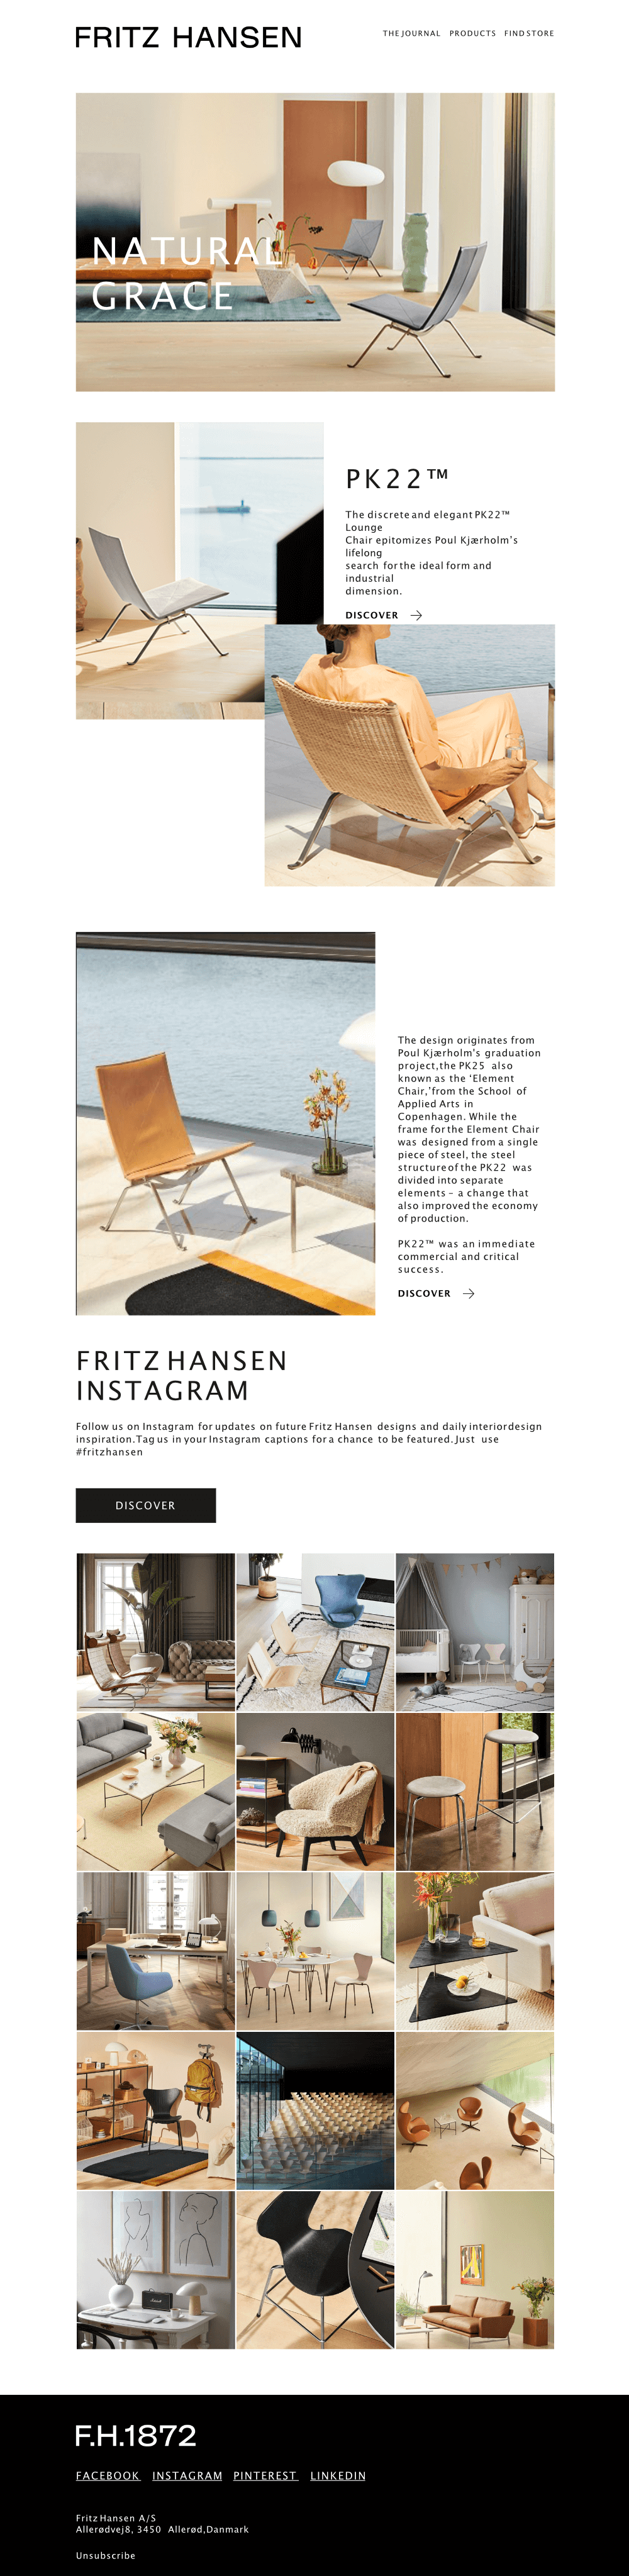 FRITZ HANSEN
THE JOURNAL PRODUCTS FIND STORE
NATURAL
GRACE
PK22™
The discrete and elegant PK22™
Lounge
Chair epitomizes Poul Kjærholm's
lifelong
search for the ideal form and
industrial
dimension.
DISCOVER →
The design originates from
Poul Kjærholm's graduation
project,the PK25 also
known as the 'Element
Chair,'from the School of
Applied Arts in
Copenhagen. While the
frame for the Element Chair
was designed from a single
piece of steel, the steel
structure of the PK22 was
divided into separate
elements – a change that
also improved the economy
of production.
PK22™ was an immediate
commercial and critical
success.
DISCOVER →
FRITZ HANSEN
INSTAGRAM
Follow us on Instagram for updates on future Fritz Hansen designs and daily interior design
inspiration.Tag us in your Instagram captions for a chance to be featured. Just use
#fritzhansen
DISCOVER
F.H.1872
FACEBOOK INSTAGRAM PINTEREST LINKEDIN
Fritz Hansen A/S
Allerødvej8, 3450 Allerød,Danmark
Unsubscribe